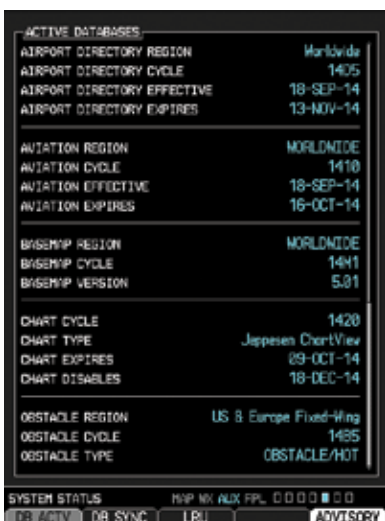 ACTIVE DATABASES
AIRPORT DIRECTORY REGION Worldwide
AIRPORT DIRECTORY CYCLE 14D5
AIRPORT DIRECTORY EFFECTIVE 18-SEP-14
AIRPORT DIRECTORY EXPIRES 13-NOV-14
AVIATION REGION WORLDWIDE
AVIATION CYCLE 1410
AVIATION EFFECTIVE 18-SEP-14
AVIATION EXPIRES 16-OCT-14
BASEMAP REGION WORLDWIDE
BASEMAP CYCLE 14M1
BASEMAP VERSION 5.01
CHART CYCLE 1420
CHART TYPE Jeppesen ChartView
CHART EXPIRES 09-OCT-14
CHART DISABLES 18-DEC-14
OBSTACLE REGION US & Europe Fixed-Wing
OBSTACLE CYCLE 14B5
OBSTACLE TYPE OBSTACLE/HOT
SYSTEM STATUS MAP WX AUX FPL
DB ACTV DB SYNC LRU ADVISORY